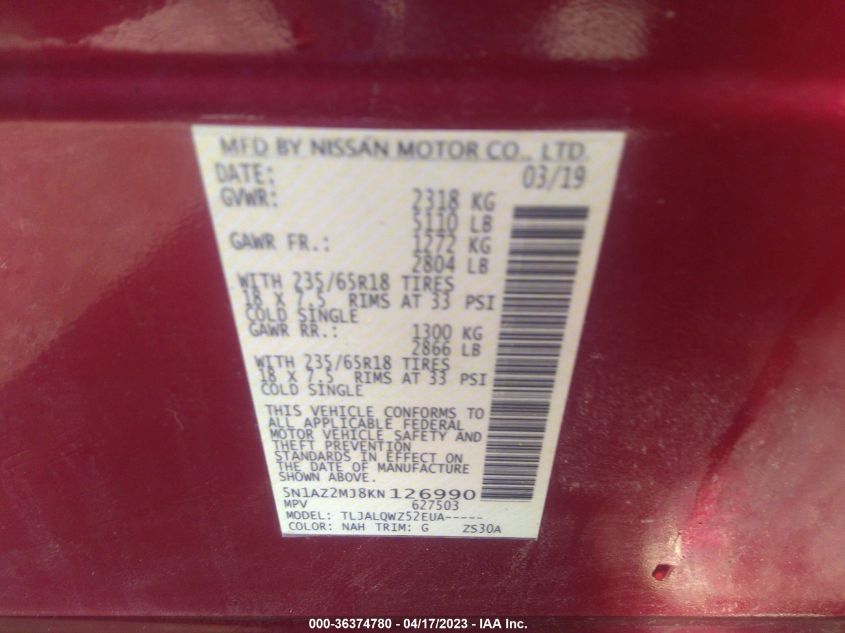 MFD BY NISSAN MOTOR CO., LTD.
DATE: 03/19
GVWR: 2318 KG
5110 LB
GAWR FR.: 1272 KG
2804 LB
WITH 235/65R18 TIRES
18 X 7.5 RIMS AT 33 PSI
COLD SINGLE
GAWR RR.: 1300 KG
2866 LB
WITH 235/65R18 TIRES
18 X 7.5 RIMS AT 33 PSI
COLD SINGLE
THIS VEHICLE CONFORMS TO
ALL APPLICABLE FEDERAL
MOTOR VEHICLE SAFETY AND
THEFT PREVENTION
STANDARDS IN EFFECT ON
THE DATE OF MANUFACTURE
SHOWN ABOVE.
5N1AZ2MJ8KN126990
MPV 627503
MODEL: TLJALQWZ52EUA-----
COLOR: NAH TRIM: G ZS30A
000-36374780 - 04/17/2023 - IAA Inc.